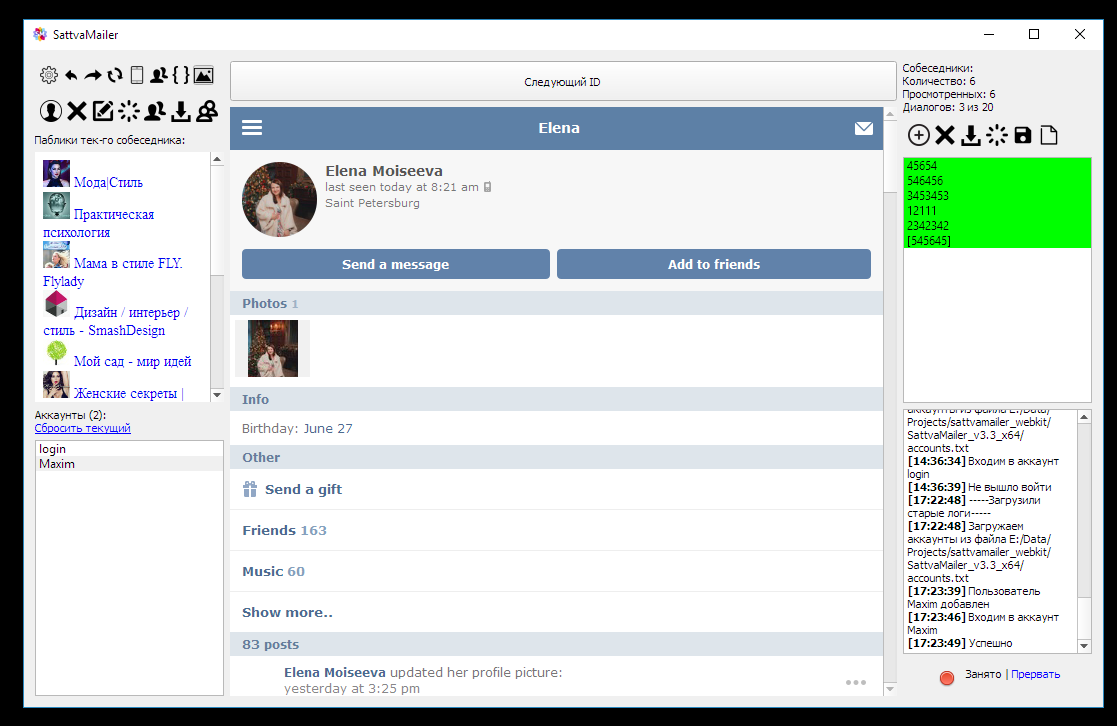 SattvaMailer
Паблики тек-го собеседника:
Мода|Стиль
Практическая
психология
Мама в стиле FLY.
Flylady
Дизайн / интерьер /
стиль - SmashDesign
Мой сад - мир идей
Женские секреты |
Аккаунты (2):
Сбросить текущий
login
Maxim
Следующий ID
Elena
Elena Moiseeva
last seen today at 8:21 am
Saint Petersburg
Send a message
Add to friends
Photos 1
Info
Birthday: June 27
Other
Send a gift
Friends 163
Music 60
Show more..
83 posts
Elena Moiseeva updated her profile picture:
yesterday at 3:25 pm
Собеседники:
Количество: 6
Просмотренных: 6
Диалогов: 3 из 20
45654
546456
3453453
12111
2342342
[545645]
аккаунты из файла E:/Data/
Projects/sattvamailer_webkit/
SattvaMailer_v3.3_x64/
accounts.txt
[14:36:34] Входим в аккаунт
login
[14:36:39] Не вышло войти
[17:22:48] -----Загрузили
старые логи-----
[17:22:48] Загружаем
аккаунты из файла E:/Data/
Projects/sattvamailer_webkit/
SattvaMailer_v3.3_x64/
accounts.txt
[17:23:39] Пользователь
Maxim добавлен
[17:23:46] Входим в аккаунт
Maxim
[17:23:49] Успешно
Занято | Прервать